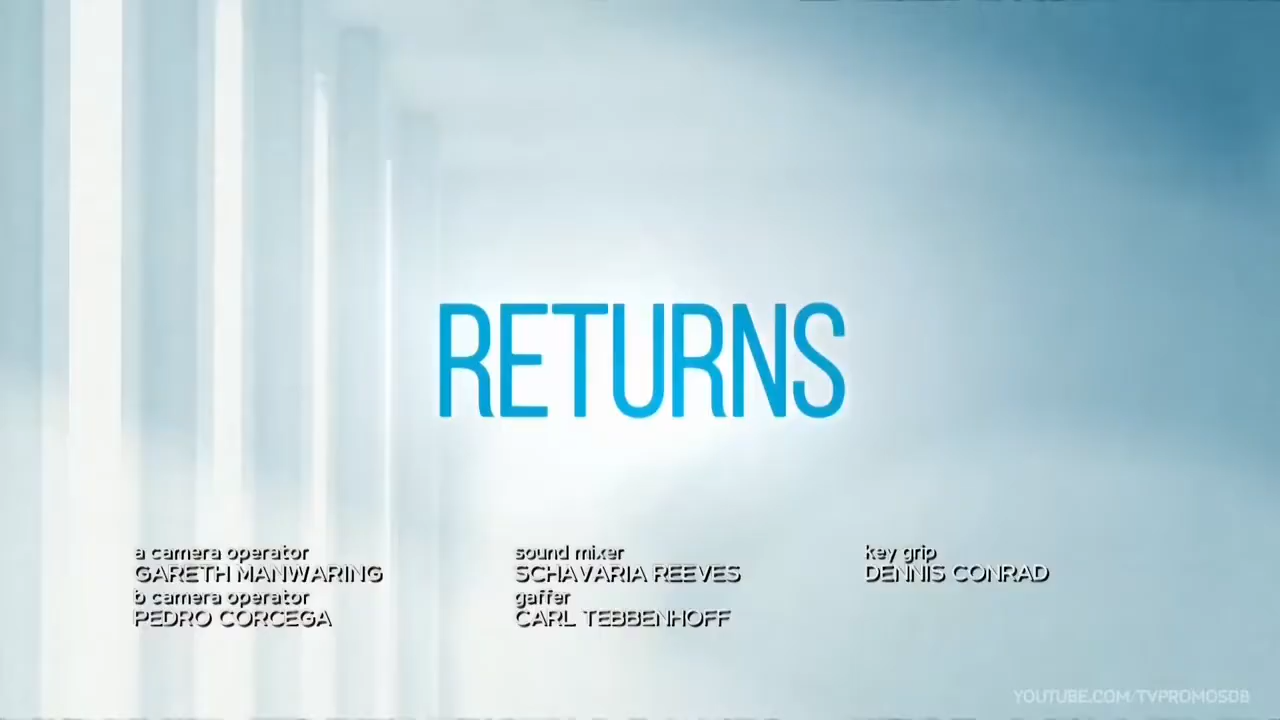 RETURNS
a camera operator
GARETH MANWARING
b camera operator
PEDRO CORCEGA
sound mixer
SCHAVARIA REEVES
gaffer
CARL TEBBENHOFF
key grip
DENNIS CONRAD
YOUTUBE.COM/TVPROMOSDB